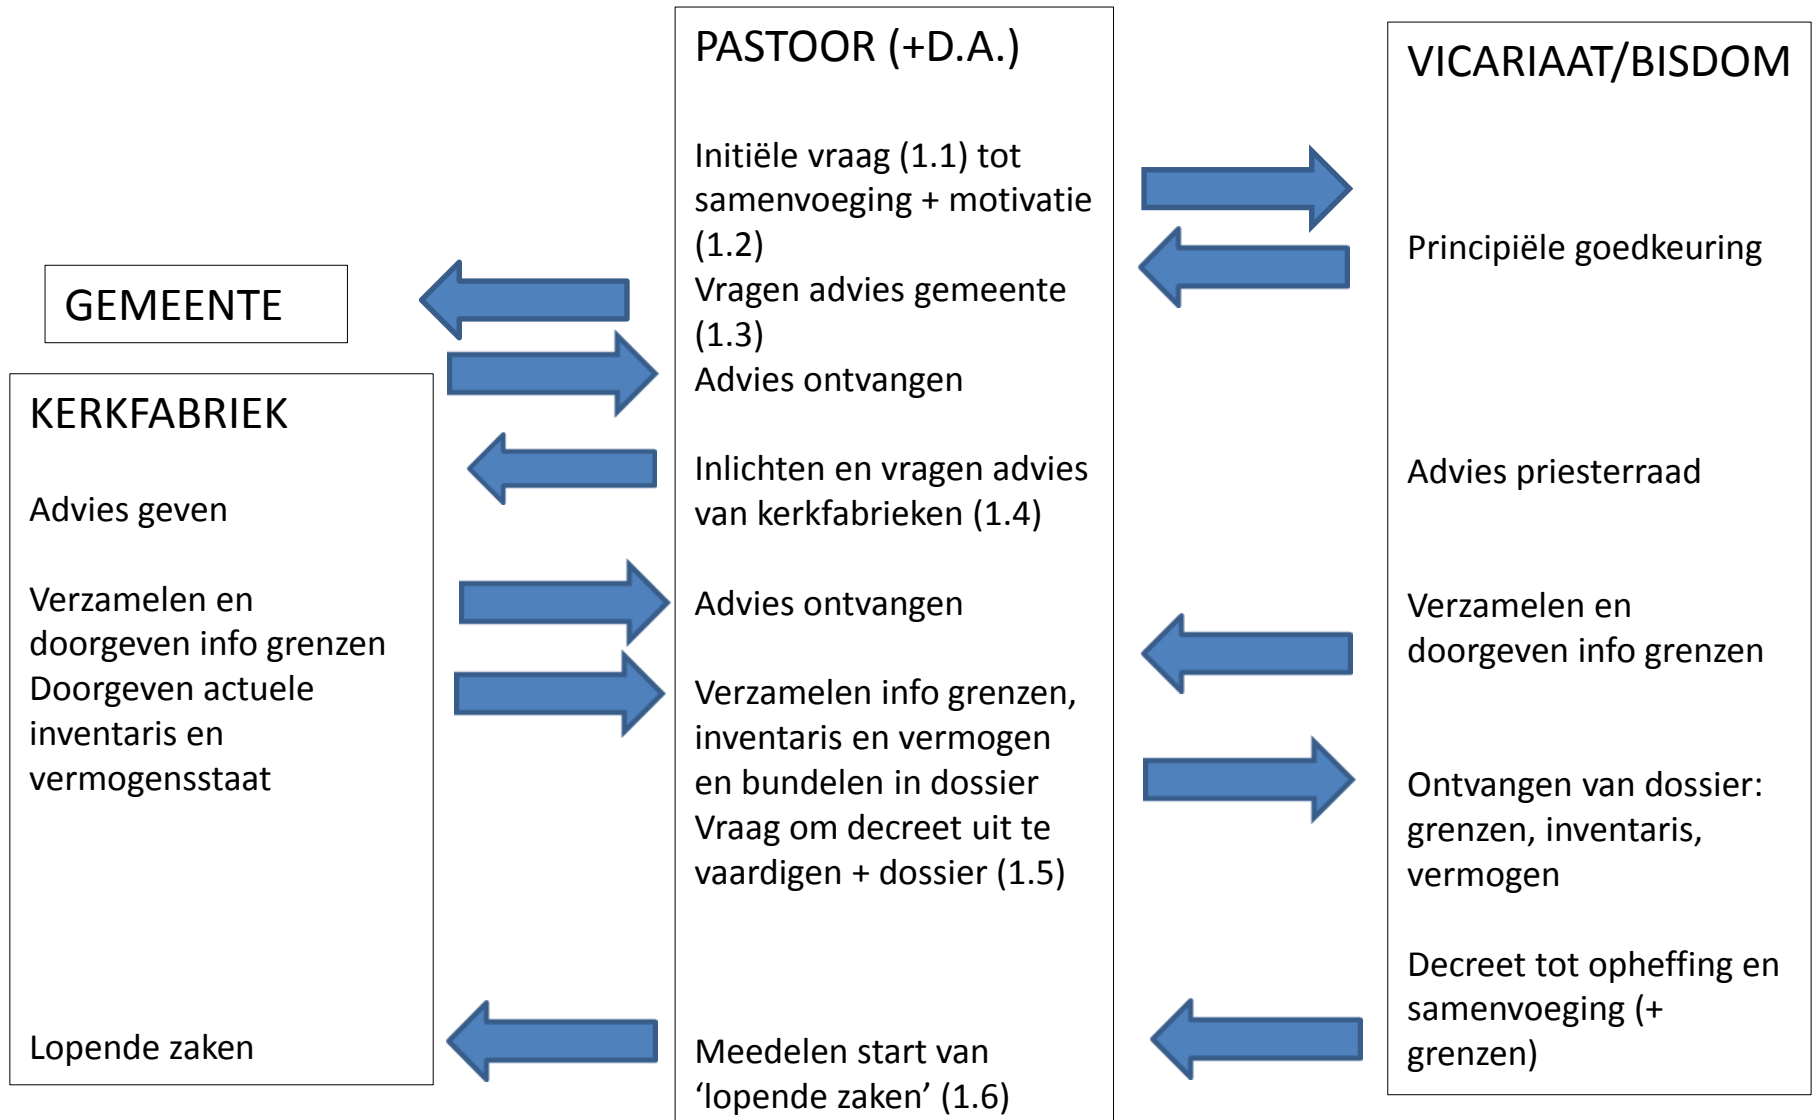 GEMEENTE
KERKFABRIEK
Advies geven
Verzamelen en
doorgeven info grenzen
Doorgeven actuele
inventaris en
vermogensstaat
Lopende zaken
PASTOOR (+D.A.)
Initiële vraag (1.1) tot
samenvoeging + motivatie
(1.2)
Vragen advies gemeente
(1.3)
Advies ontvangen
Inlichten en vragen advies
van kerkfabrieken (1.4)
Advies ontvangen
Verzamelen info grenzen,
inventaris en vermogen
en bundelen in dossier
Vraag om decreet uit te
vaardigen + dossier (1.5)
Meedelen start van
‘lopende zaken’ (1.6)
VICARIAAT/BISDOM
Principiële goedkeuring
Advies priesterraad
Verzamelen en
doorgeven info grenzen
Ontvangen van dossier:
grenzen, inventaris,
vermogen
Decreet tot opheffing en
samenvoeging (+
grenzen)